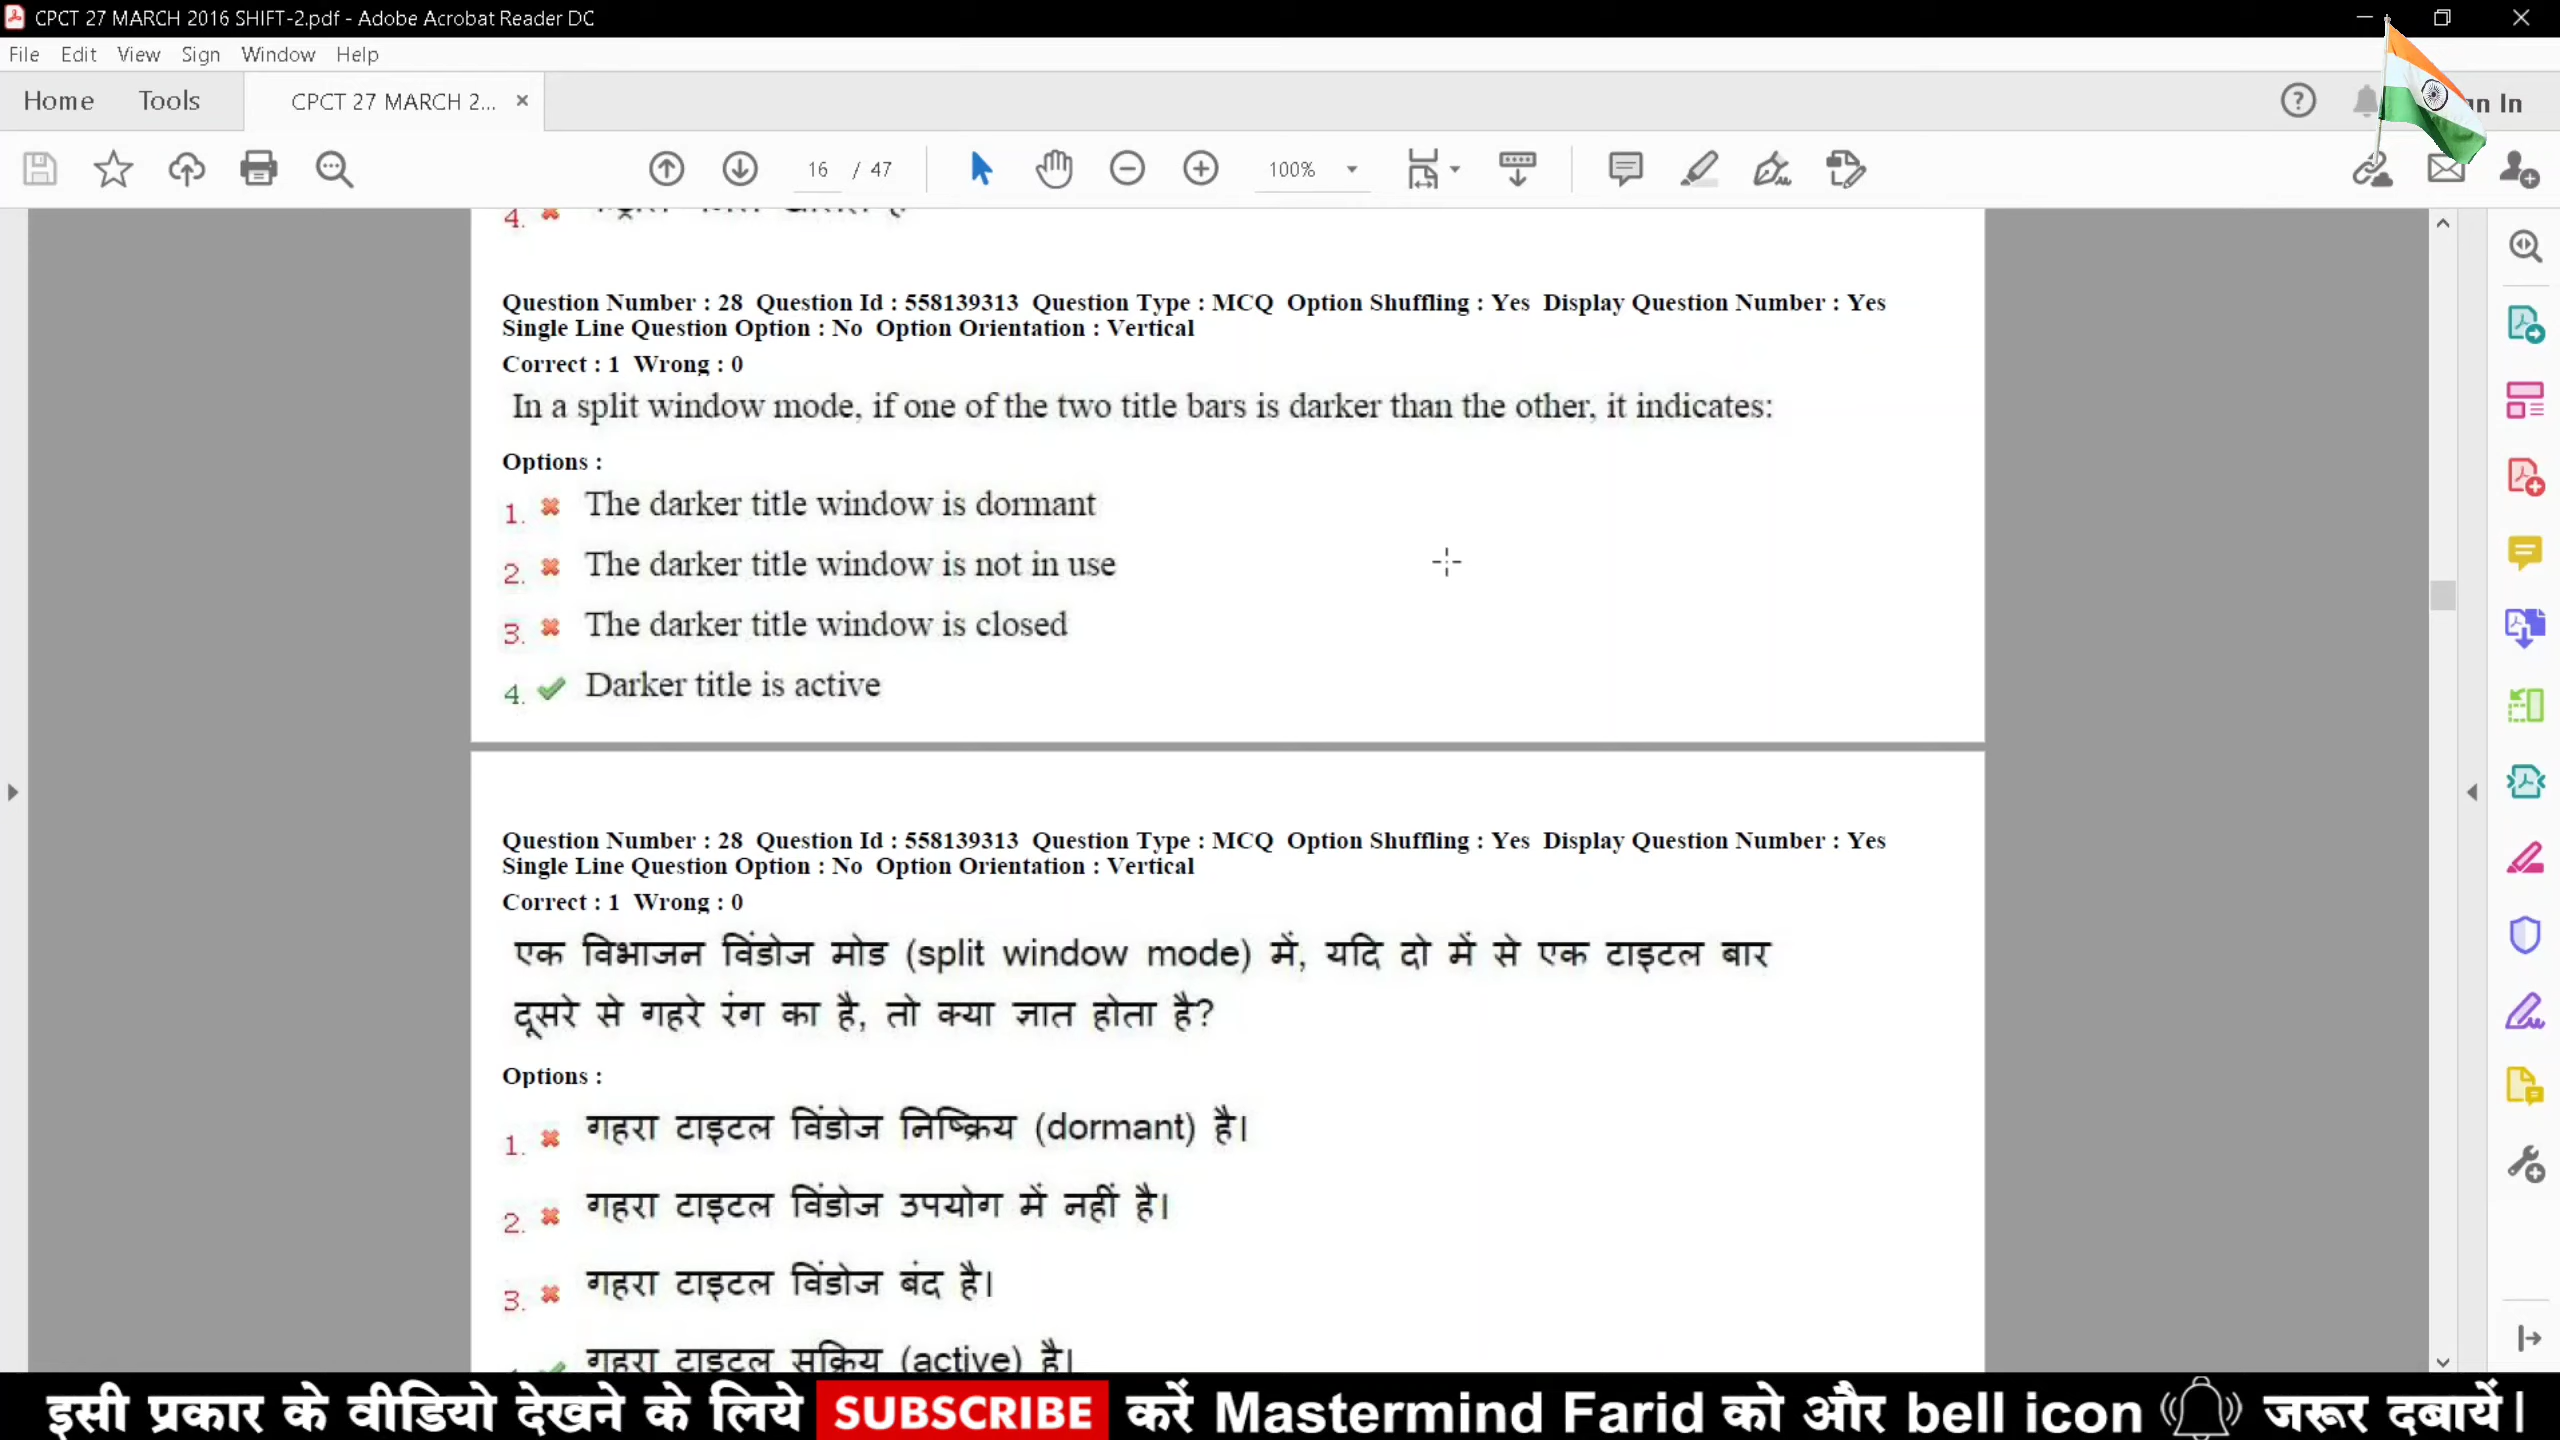 CPCT 27 MARCH 2016 SHIFT-2.pdf - Adobe Acrobat Reader DC
File Edit View Sign Window Help
Home Tools CPCT 27 MARCH 2... In
16 / 47 100%
4.
Question Number : 28 Question Id : 558139313 Question Type : MCQ Option Shuffling : Yes Display Question Number : Yes
Single Line Question Option : No Option Orientation : Vertical
Correct : 1 Wrong : 0
In a split window mode, if one of the two title bars is darker than the other, it indicates:
Options :
1. The darker title window is dormant
2. The darker title window is not in use
3. The darker title window is closed
4. Darker title is active
Question Number : 28 Question Id : 558139313 Question Type : MCQ Option Shuffling : Yes Display Question Number : Yes
Single Line Question Option : No Option Orientation : Vertical
Correct : 1 Wrong : 0
एक विभाजन विंडोज मोड (split window mode) में, यदि दो में से एक टाइटल बार
दूसरे से गहरे रंग का है, तो क्या ज्ञात होता है?
Options :
1. गहरा टाइटल विंडोज निष्क्रिय (dormant) है।
2. गहरा टाइटल विंडोज उपयोग में नहीं है।
3. गहरा टाइटल विंडोज बंद है।
गहरा टाइटल सक्रिय (active) है।
इसी प्रकार के वीडियो देखने के लिये SUBSCRIBE करें Mastermind Farid को और bell icon जरूर दबायें।